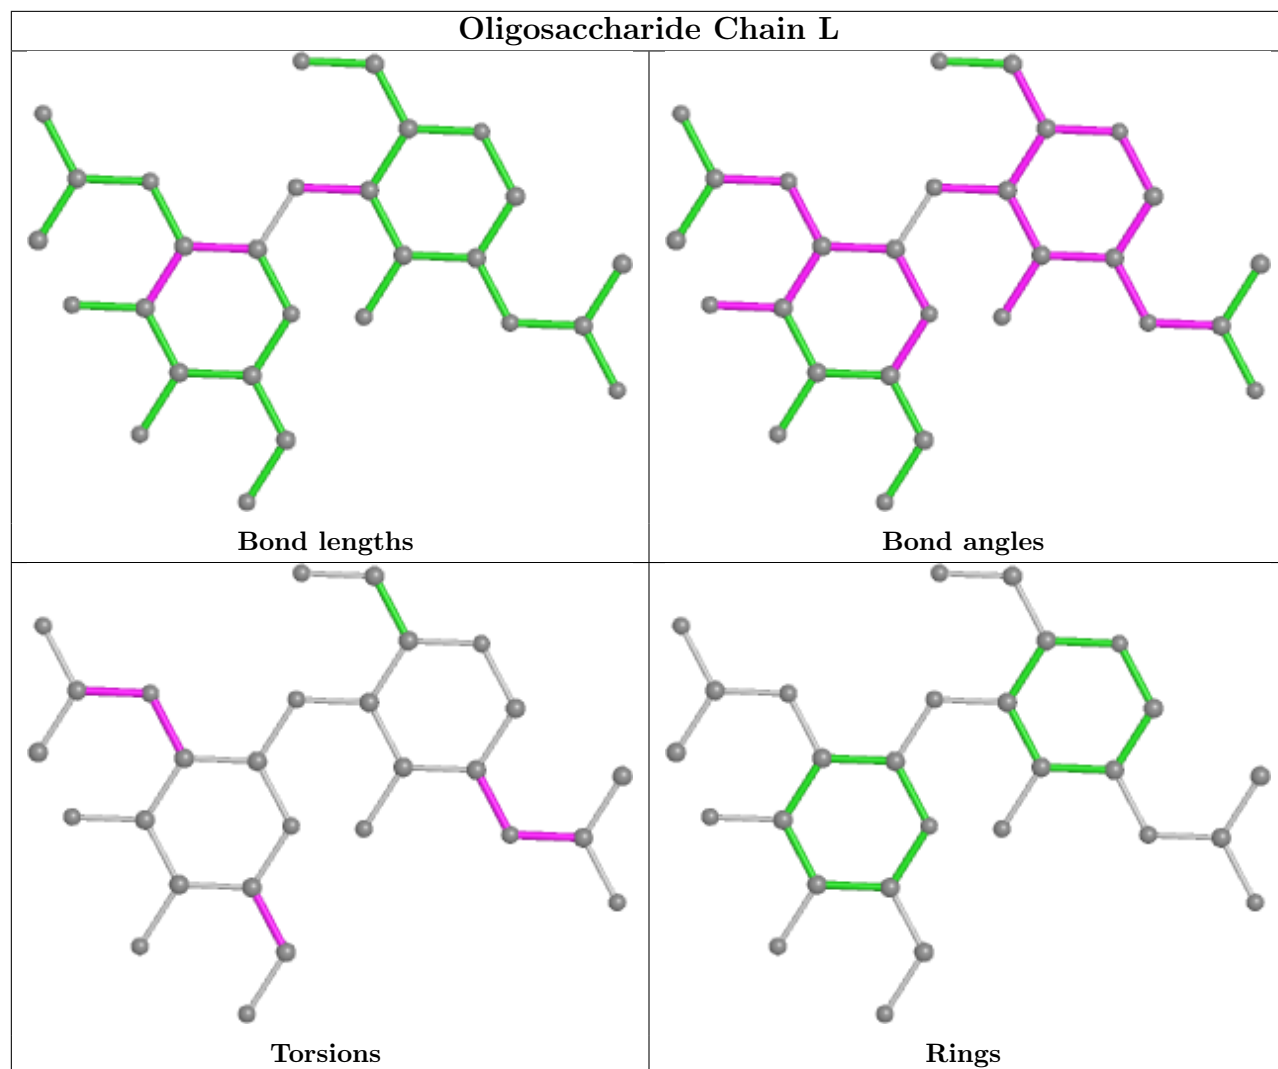 Oligosaccharide Chain L
Bond lengths
Bond angles
Torsions
Rings